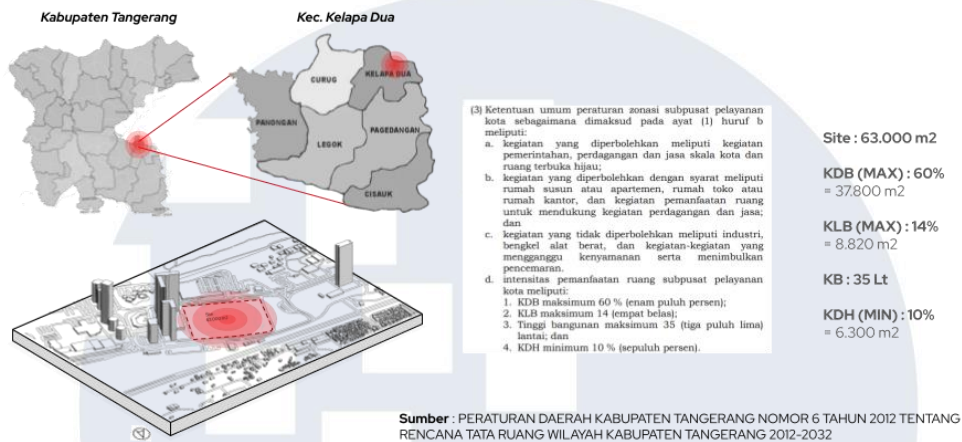 Kabupaten Tangerang
Kec. Kelapa Dua
CURUG
KELAPA DUA
PANONGAN
LEGOK
PAGEDANGAN
CISAUK
(3) Ketentuan umum peraturan zonasi subpusat pelayanan
kota sebagaimana dimaksud pada ayat (1) huruf b
meliputi:
a. kegiatan yang diperbolehkan meliputi kegiatan
pemerintahan, perdagangan dan jasa skala kota dan
ruang terbuka hijau;
b. kegiatan yang diperbolehkan dengan syarat meliputi
rumah susun atau apartemen, rumah toko atau
rumah kantor, dan kegiatan pemanfaatan ruang
untuk mendukung kegiatan perdagangan dan jasa;
dan
c. kegiatan yang tidak diperbolehkan meliputi industri,
bengkel alat berat, dan kegiatan-kegiatan yang
mengganggu kenyamanan serta menimbulkan
pencemaran.
d. intensitas pemanfaatan ruang subpusat pelayanan
kota meliputi:
1. KDB maksimum 60 % (enam puluh persen);
2. KLB maksimum 14 (empat belas);
3. Tinggi bangunan maksimum 35 (tiga puluh lima)
lantai; dan
4. KDH minimum 10 % (sepuluh persen).
Site : 63.000 m2
KDB (MAX) : 60%
= 37.800 m2
KLB (MAX) : 14%
= 8.820 m2
KB : 35 Lt
KDH (MIN) : 10%
= 6.300 m2
Sumber : PERATURAN DAERAH KABUPATEN TANGERANG NOMOR 6 TAHUN 2012 TENTANG
RENCANA TATA RUANG WILAYAH KABUPATEN TANGERANG 2012-2032